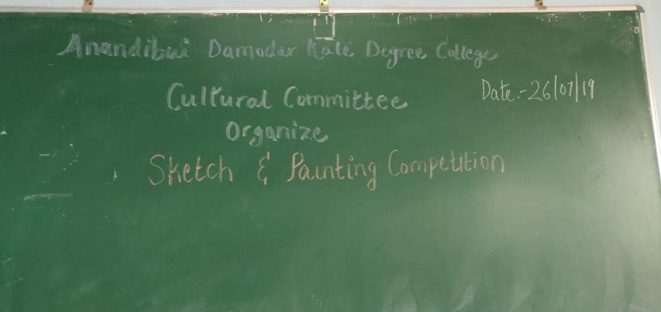 Anandibai Damodar Kale Degree College
Cultural Committee
Date:- 26/07/19
Organize
Sketch & Painting Competition